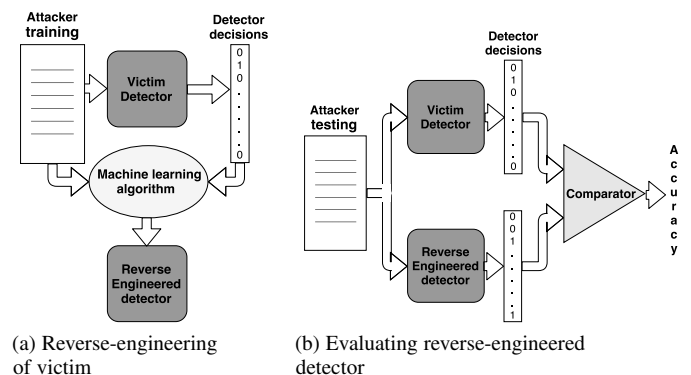 Attacker
training
Detector
decisions
0
1
0
.
.
.
.
.
0
Victim
Detector
Machine learning
algorithm
Reverse
Engineered
detector
(a) Reverse-engineering
of victim
Detector
decisions
0
1
0
.
.
.
.
.
0
Attacker
testing
Victim
Detector
Comparator
Accuracy
Reverse
Engineered
detector
0
0
1
.
.
.
.
.
1
(b) Evaluating reverse-engineered
detector